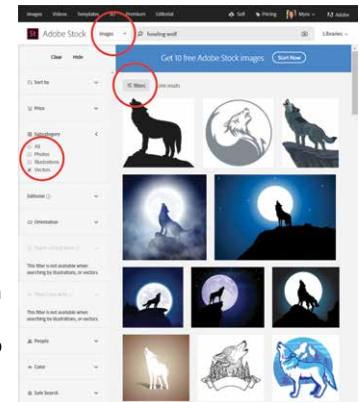 Images Videos Templates Premium Editorial Sell Pricing Adobe
St Adobe Stock Images howling wolf Libraries
Clear Hide
Get 10 free Adobe Stock images Start Now
Sort by
Filters results
Price
Subcategory
All
Photos
Illustrations
Vectors
Editorial
Orientation
This filter is not available when
searching by illustrations, or vectors.
This filter is not available when
searching by illustrations, or vectors.
People
Color
Safe Search